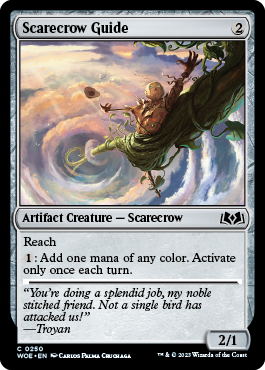 Scarecrow Guide 2
Artifact Creature — Scarecrow
Reach
1: Add one mana of any color. Activate
only once each turn.
“You’re doing a splendid job, my noble
stitched friend. Not a single bird has
attacked us!”
—Troyan
2/1
C 0250
WOE • EN Carlos Palma Cruchaga
™ & © 2023 Wizards of the Coast